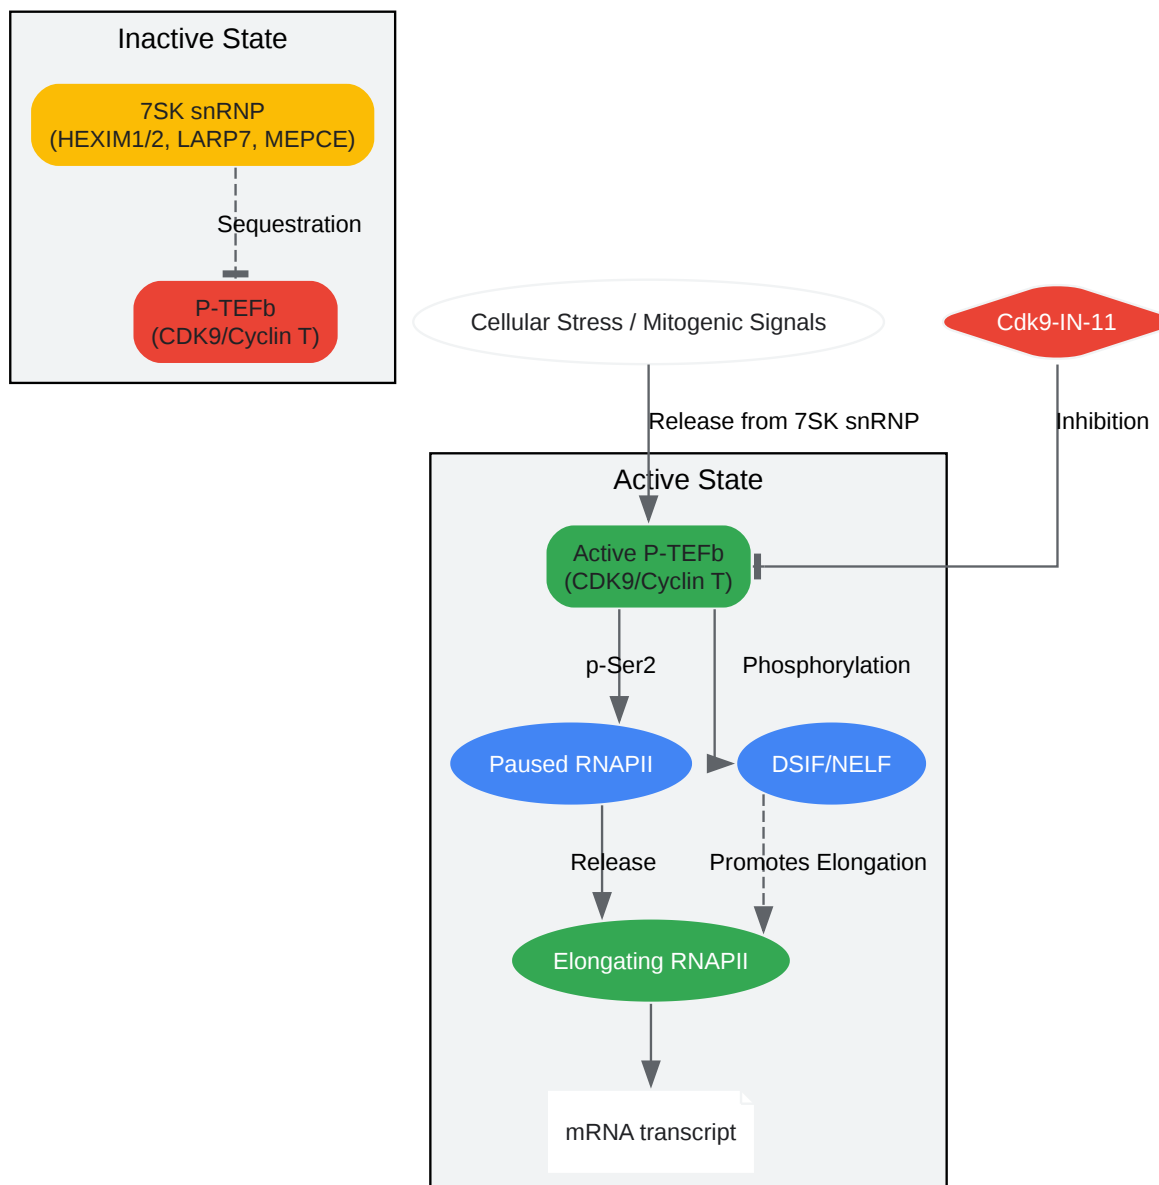 Inactive State
7SK snRNP
(HEXIM1/2, LARP7, MEPCE)
Sequestration
P-TEFb
(CDK9/Cyclin T)
Cellular Stress / Mitogenic Signals
Cdk9-IN-11
Release from 7SK snRNP
Inhibition
Active State
Active P-TEFb
(CDK9/Cyclin T)
p-Ser2
Phosphorylation
Paused RNAPII
DSIF/NELF
Release
Promotes Elongation
Elongating RNAPII
mRNA transcript